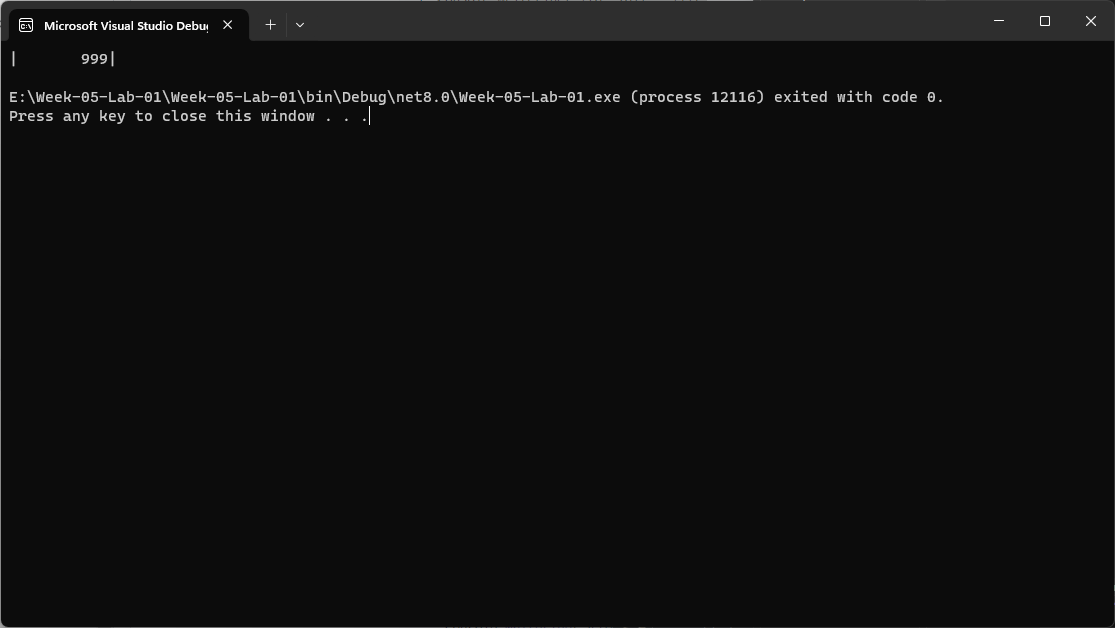 Microsoft Visual Studio Debug
|       999|
E:\Week-05-Lab-01\Week-05-Lab-01\bin\Debug\net8.0\Week-05-Lab-01.exe (process 12116) exited with code 0.
Press any key to close this window . . .